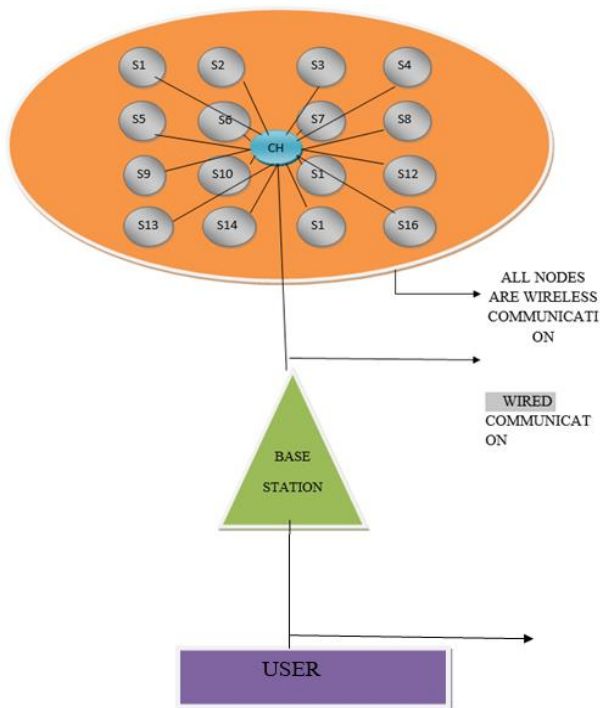 S1 S2 S3 S4
S5 S6 S7 S8
CH
S9 S10 S1 S12
S13 S14 S1 S16
ALL NODES
ARE WIRELESS
COMMUNICATI
ON
WIRED
COMMUNICAT
ON
BASE
STATION
USER